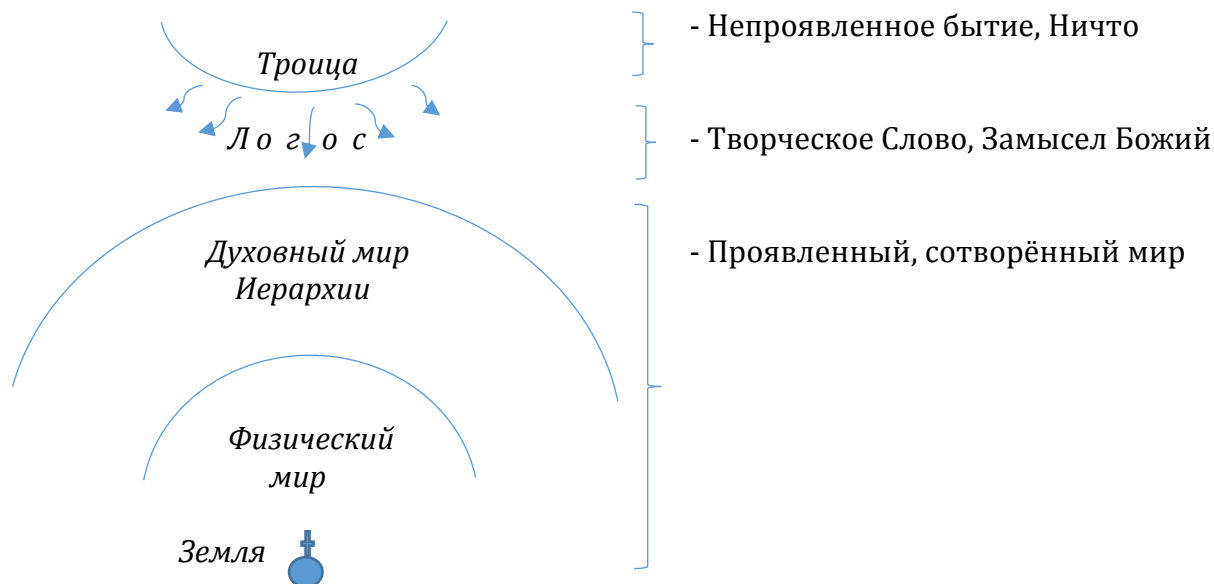 - Непроявленное бытие, Ничто
Троица
Л о г о с
- Творческое Слово, Замысел Божий
Духовный мир
Иерархии
- Проявленный, сотворённый мир
Физический
мир
Земля